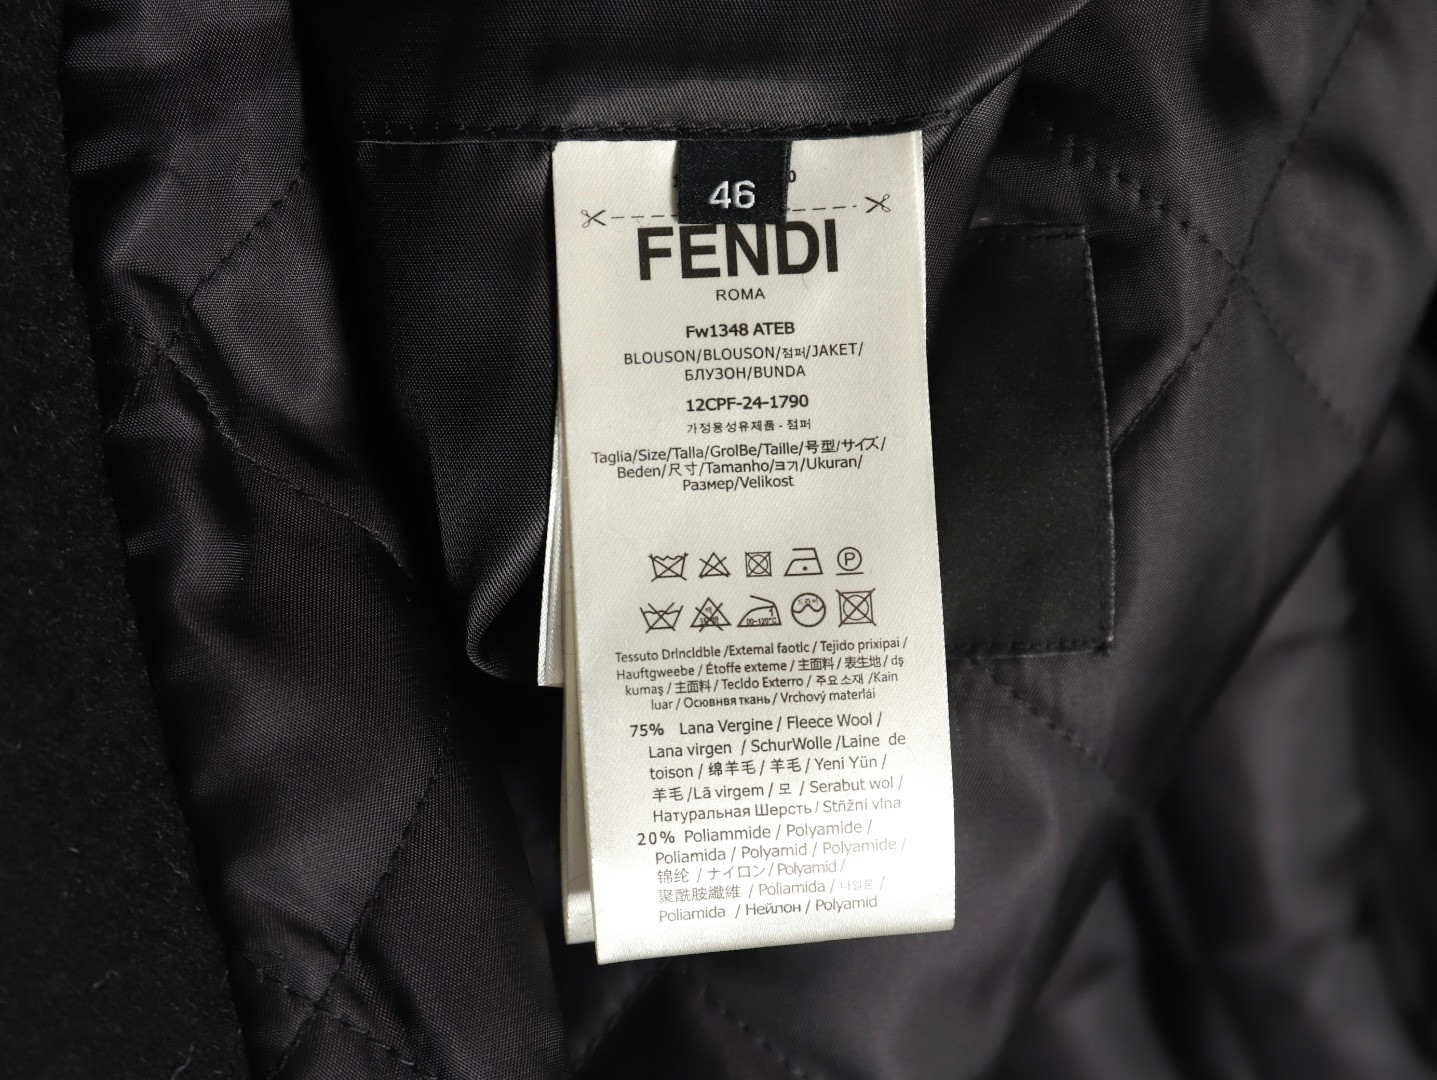 46
FENDI
ROMA
Fw1348 ATEB
BLOUSON/BLOUSON/점퍼/JAKET/
БЛУЗОН/BUNDA
12CPF-24-1790
가정용섬유제품 - 점퍼
Taglia/Size/Talla/GrolBe/Taille/号型/サイズ/
Beden/尺寸/Tamanho/ㅋ기/Ukuran/
Размер/Velikost
Tessuto Drlncldble /External faotlc / Tejido prixipai /
Hauftgweebe / Étoffe exteme / 主面料 / 表生地 / dş
kumaş / 主面料 / Tecldo Exterro / 주요소재 /Kain
luar / Осювнвя ткань / Vrchový materlái
75% Lana Vergine / Fleece Wool /
Lana virgen / SchurWolle /Laine de
toison / 绵羊毛 / 羊毛 / Yeni Yün /
羊毛 /Lã virgem / 모 / Serabut wol /
Натуральная Шерсть / Stñžní vlna
20% Poliammide / Polyamide /
Poliamida / Polyamid / Polyamide /
锦纶 / ナイロン / Polyamid /
聚酰胺纖維 / Poliamida / 나일론 /
Poliamida / Нейлон / Polyamid